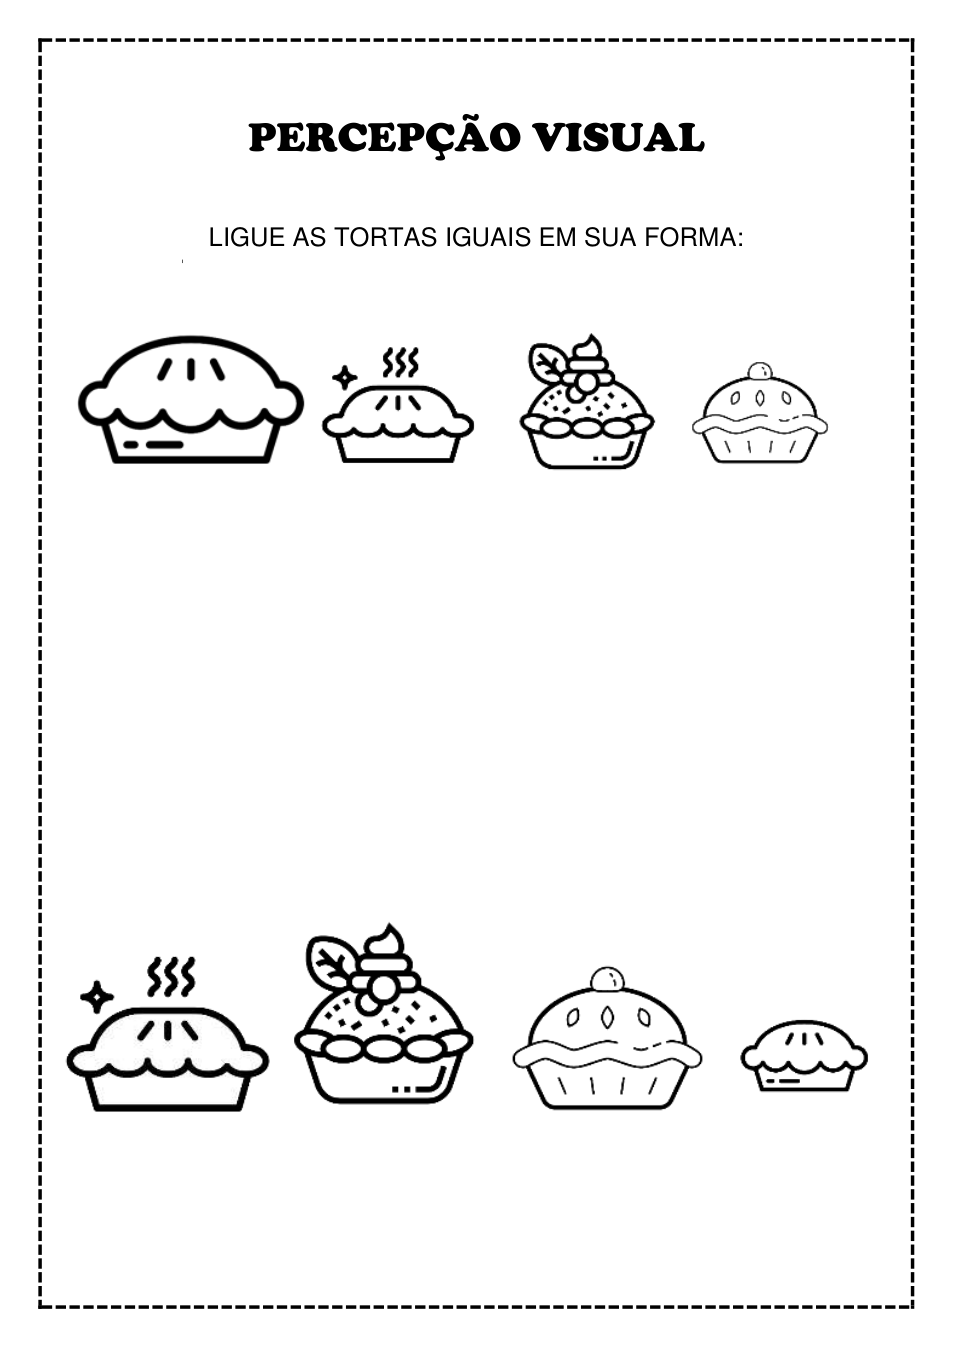 PERCEPÇÃO VISUAL
LIGUE AS TORTAS IGUAIS EM SUA FORMA: